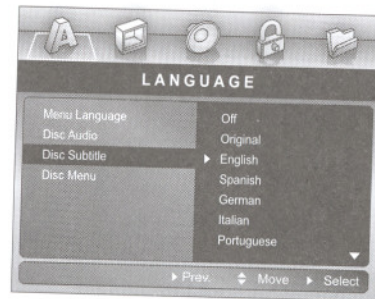 A
LANGUAGE
Menu Language
Disc Audio
Disc Subtitle
Disc Menu
Off
Original
English
Spanish
German
Italian
Portuguese
Prev. Move Select